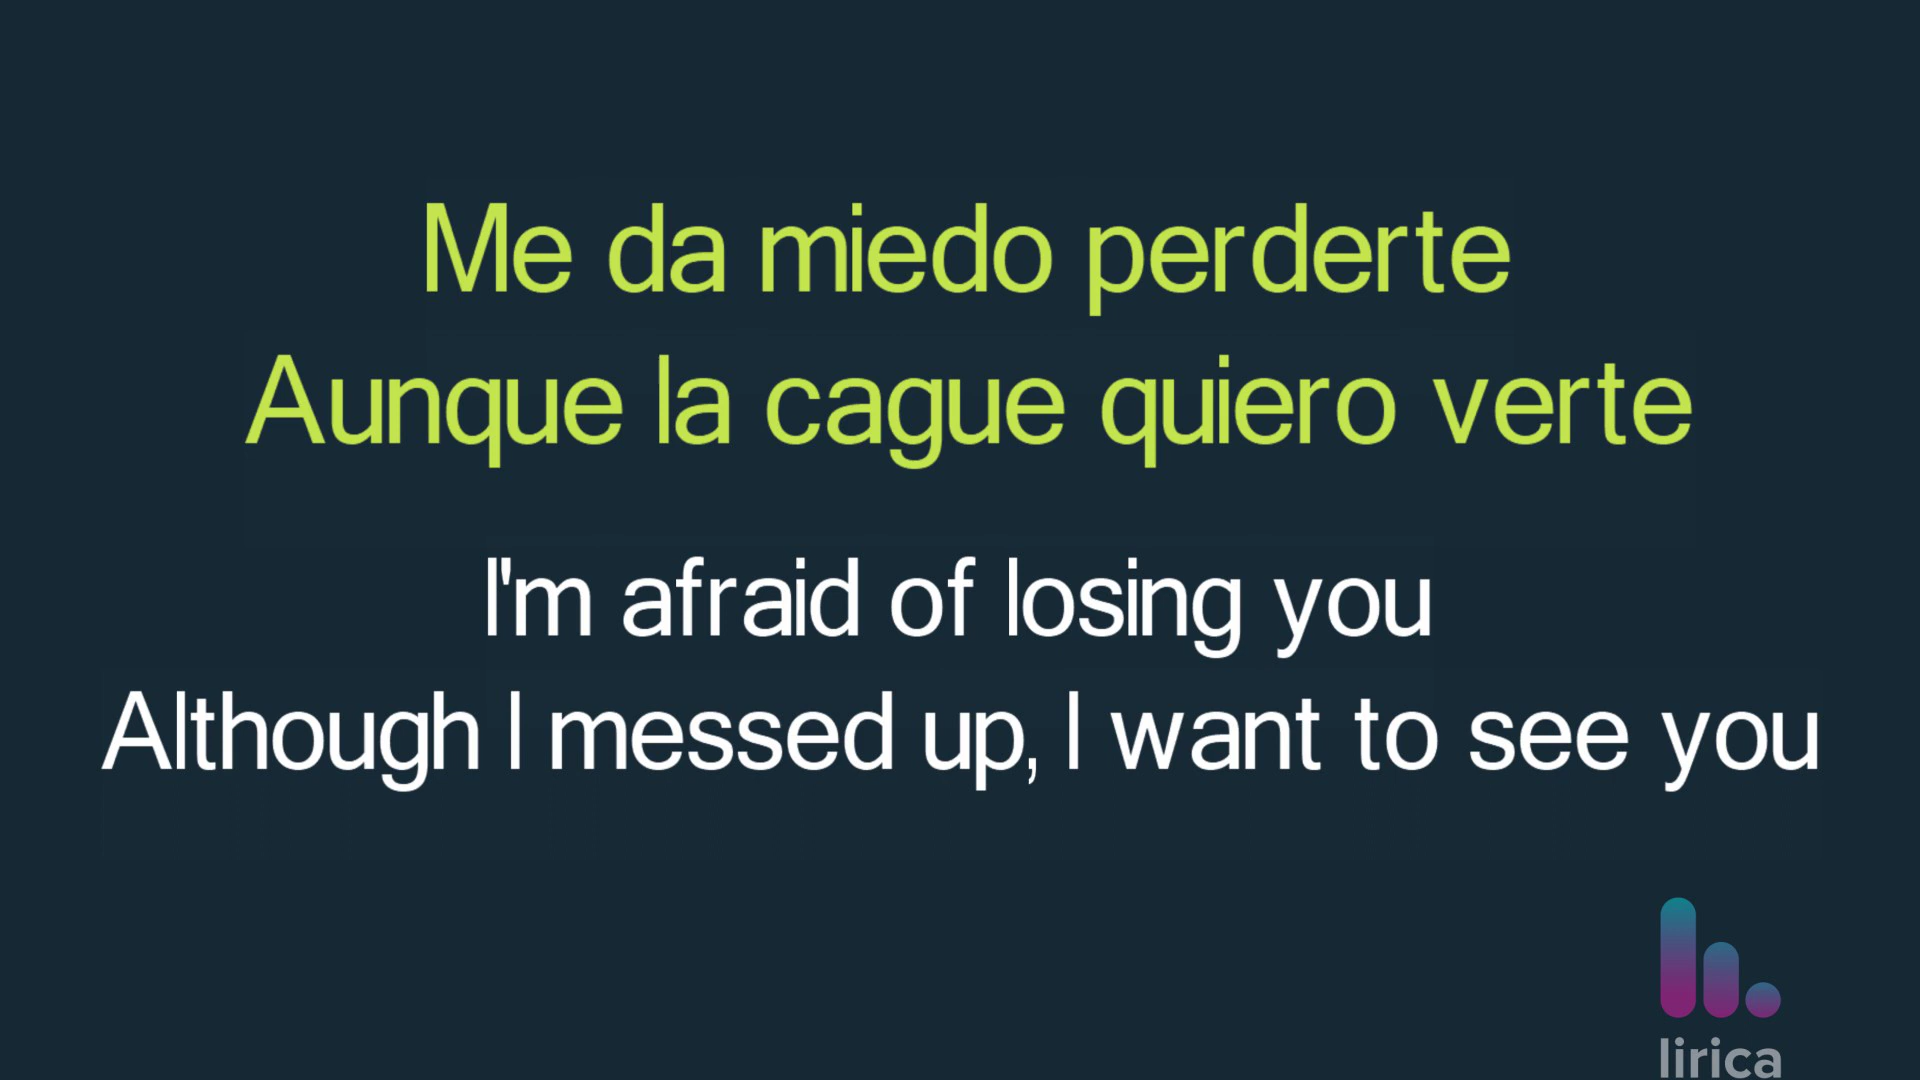 Me da miedo perderte
Aunque la cague quiero verte
I'm afraid of losing you
Although I messed up, I want to see you
lirica